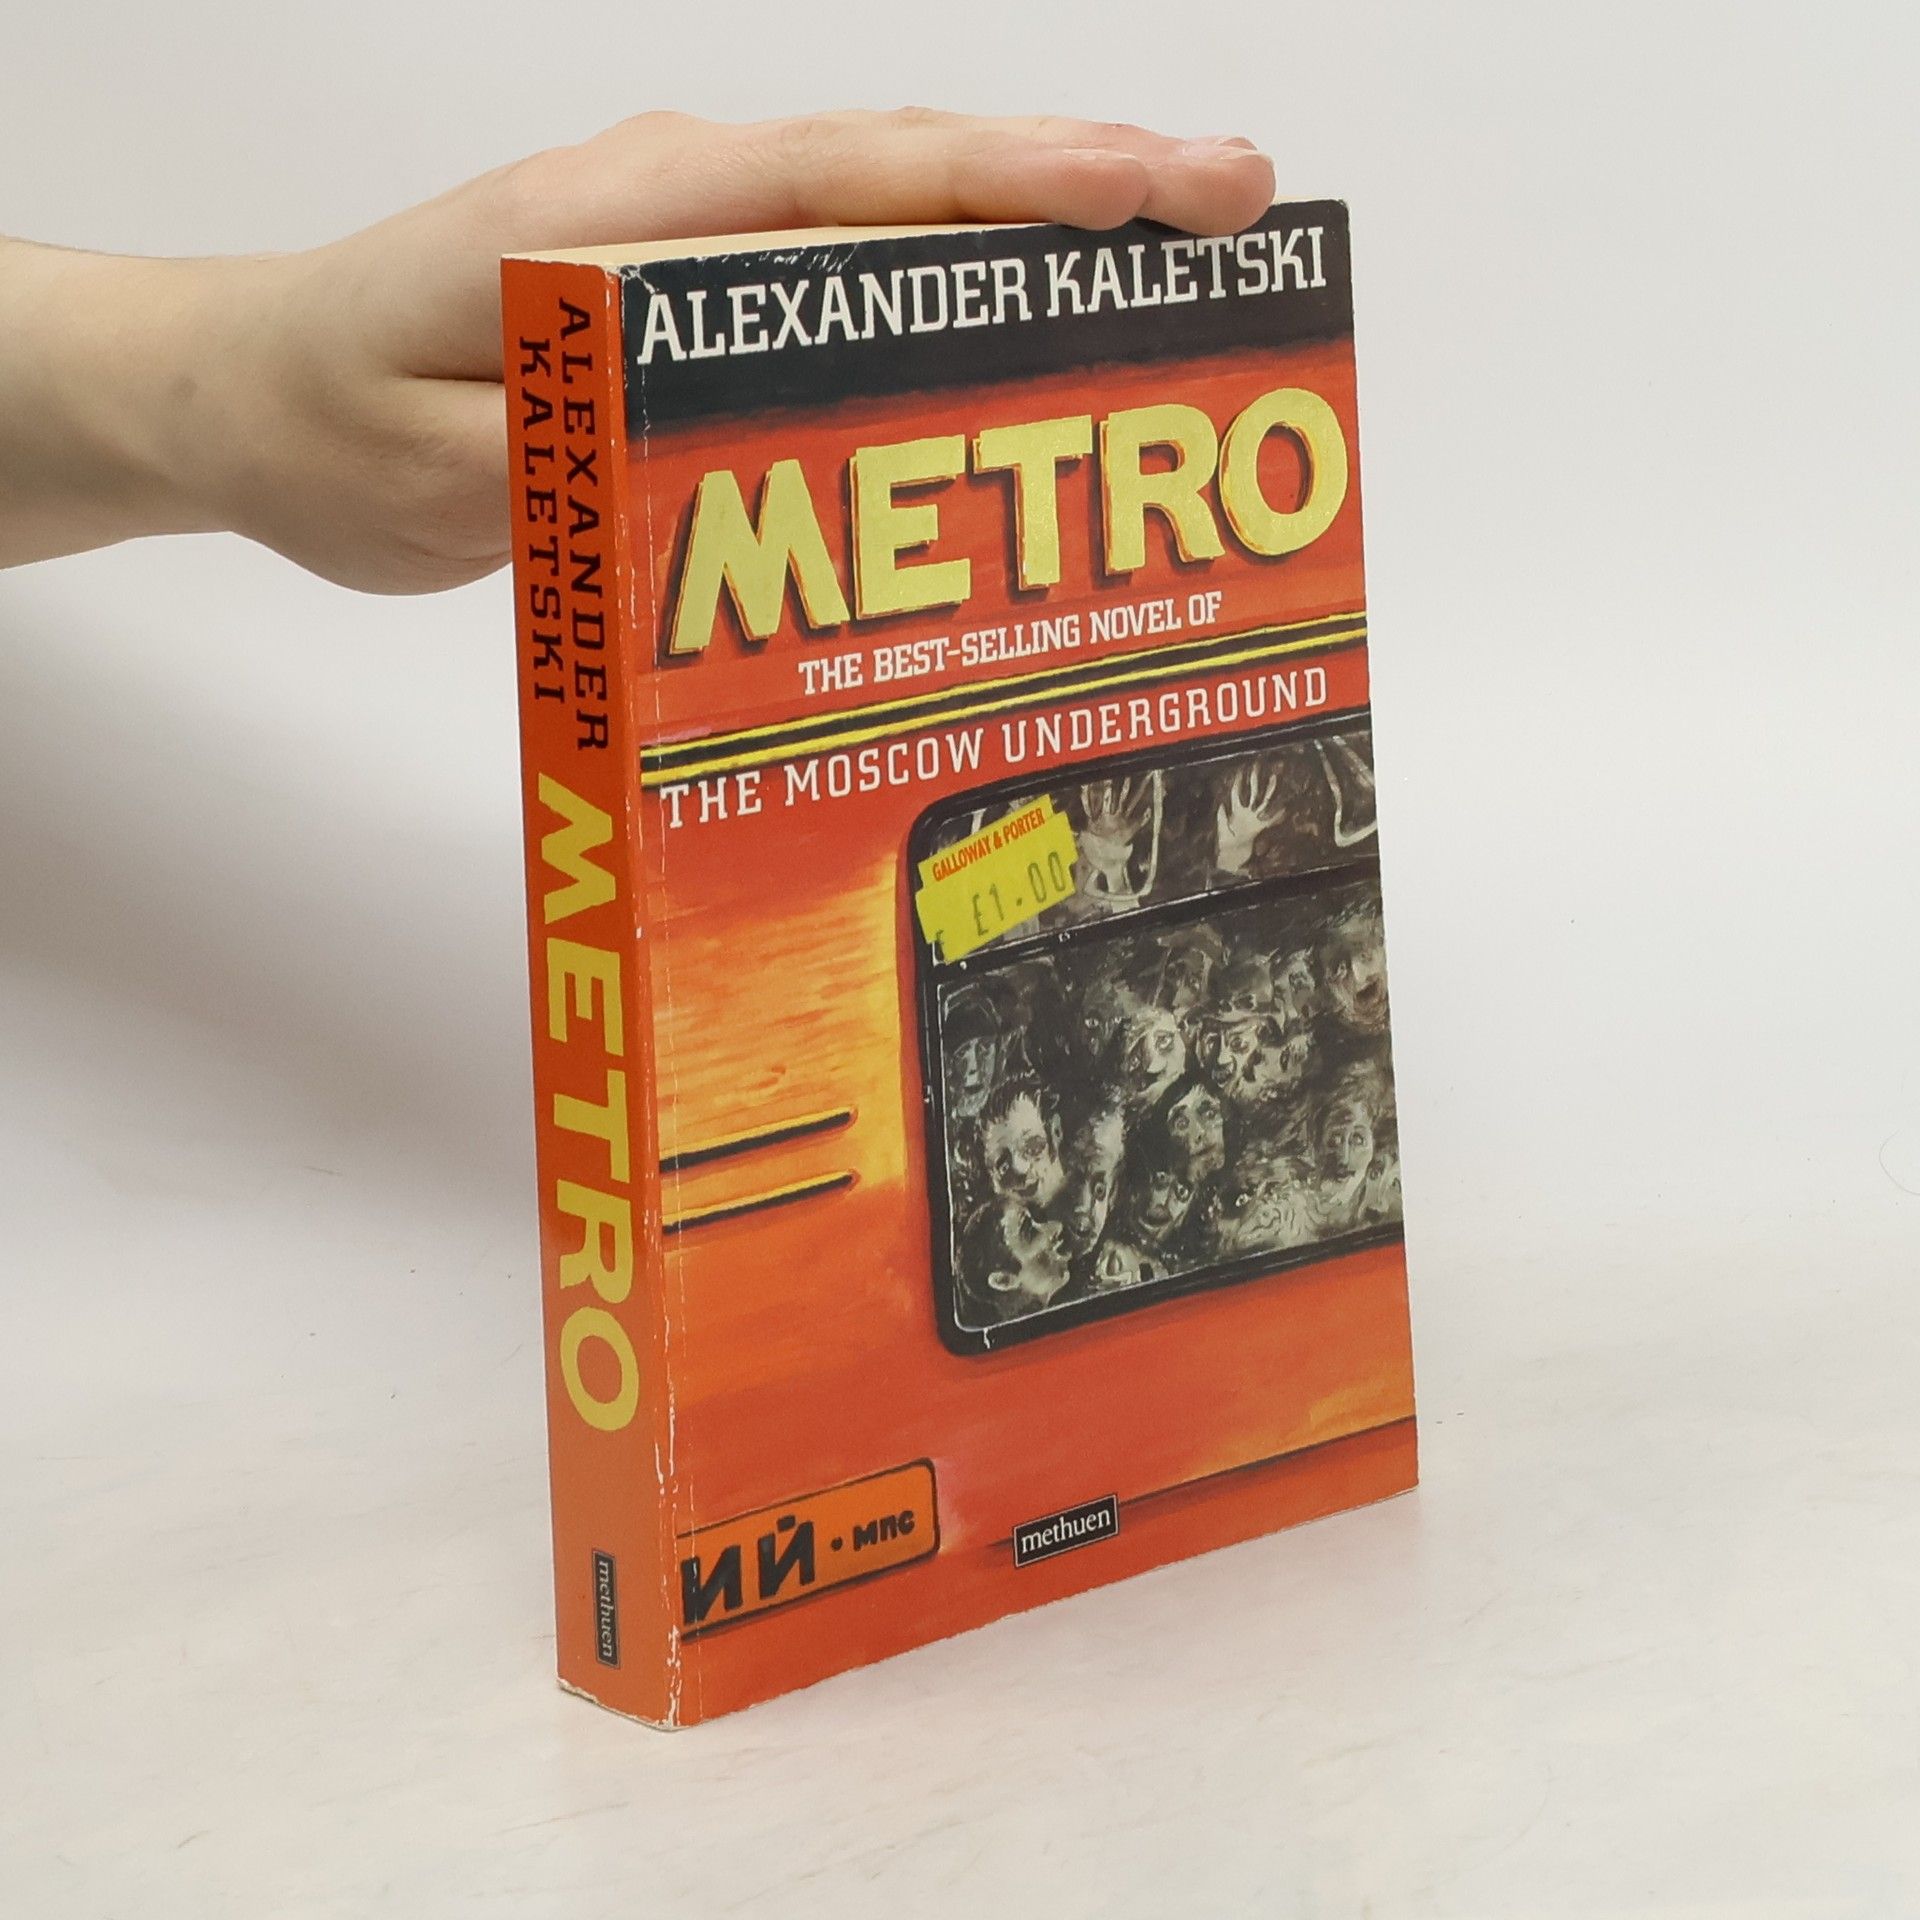 ALEXANDER
KALETSKI
METRO
methuen
ALEXANDER KALETSKI
METRO
THE BEST-SELLING NOVEL OF
THE MOSCOW UNDERGROUND
GALLOWAY & PORTER
£1.00
ИЙ • МПС
methuen